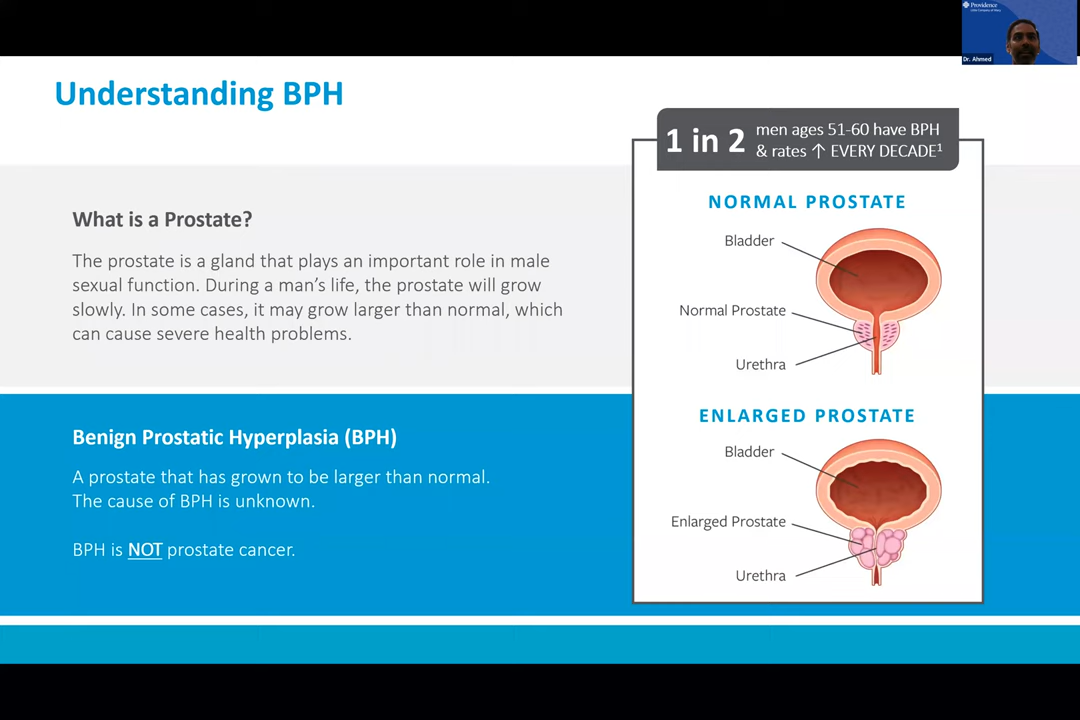 Providence
Little Company of Mary
Dr. Ahmed
Understanding BPH
What is a Prostate?
The prostate is a gland that plays an important role in male
sexual function. During a man's life, the prostate will grow
slowly. In some cases, it may grow larger than normal, which
can cause severe health problems.
Benign Prostatic Hyperplasia (BPH)
A prostate that has grown to be larger than normal.
The cause of BPH is unknown.
BPH is NOT prostate cancer.
1 in 2 men ages 51-60 have BPH
& rates ↑ EVERY DECADE¹
NORMAL PROSTATE
Bladder
Normal Prostate
Urethra
ENLARGED PROSTATE
Bladder
Enlarged Prostate
Urethra